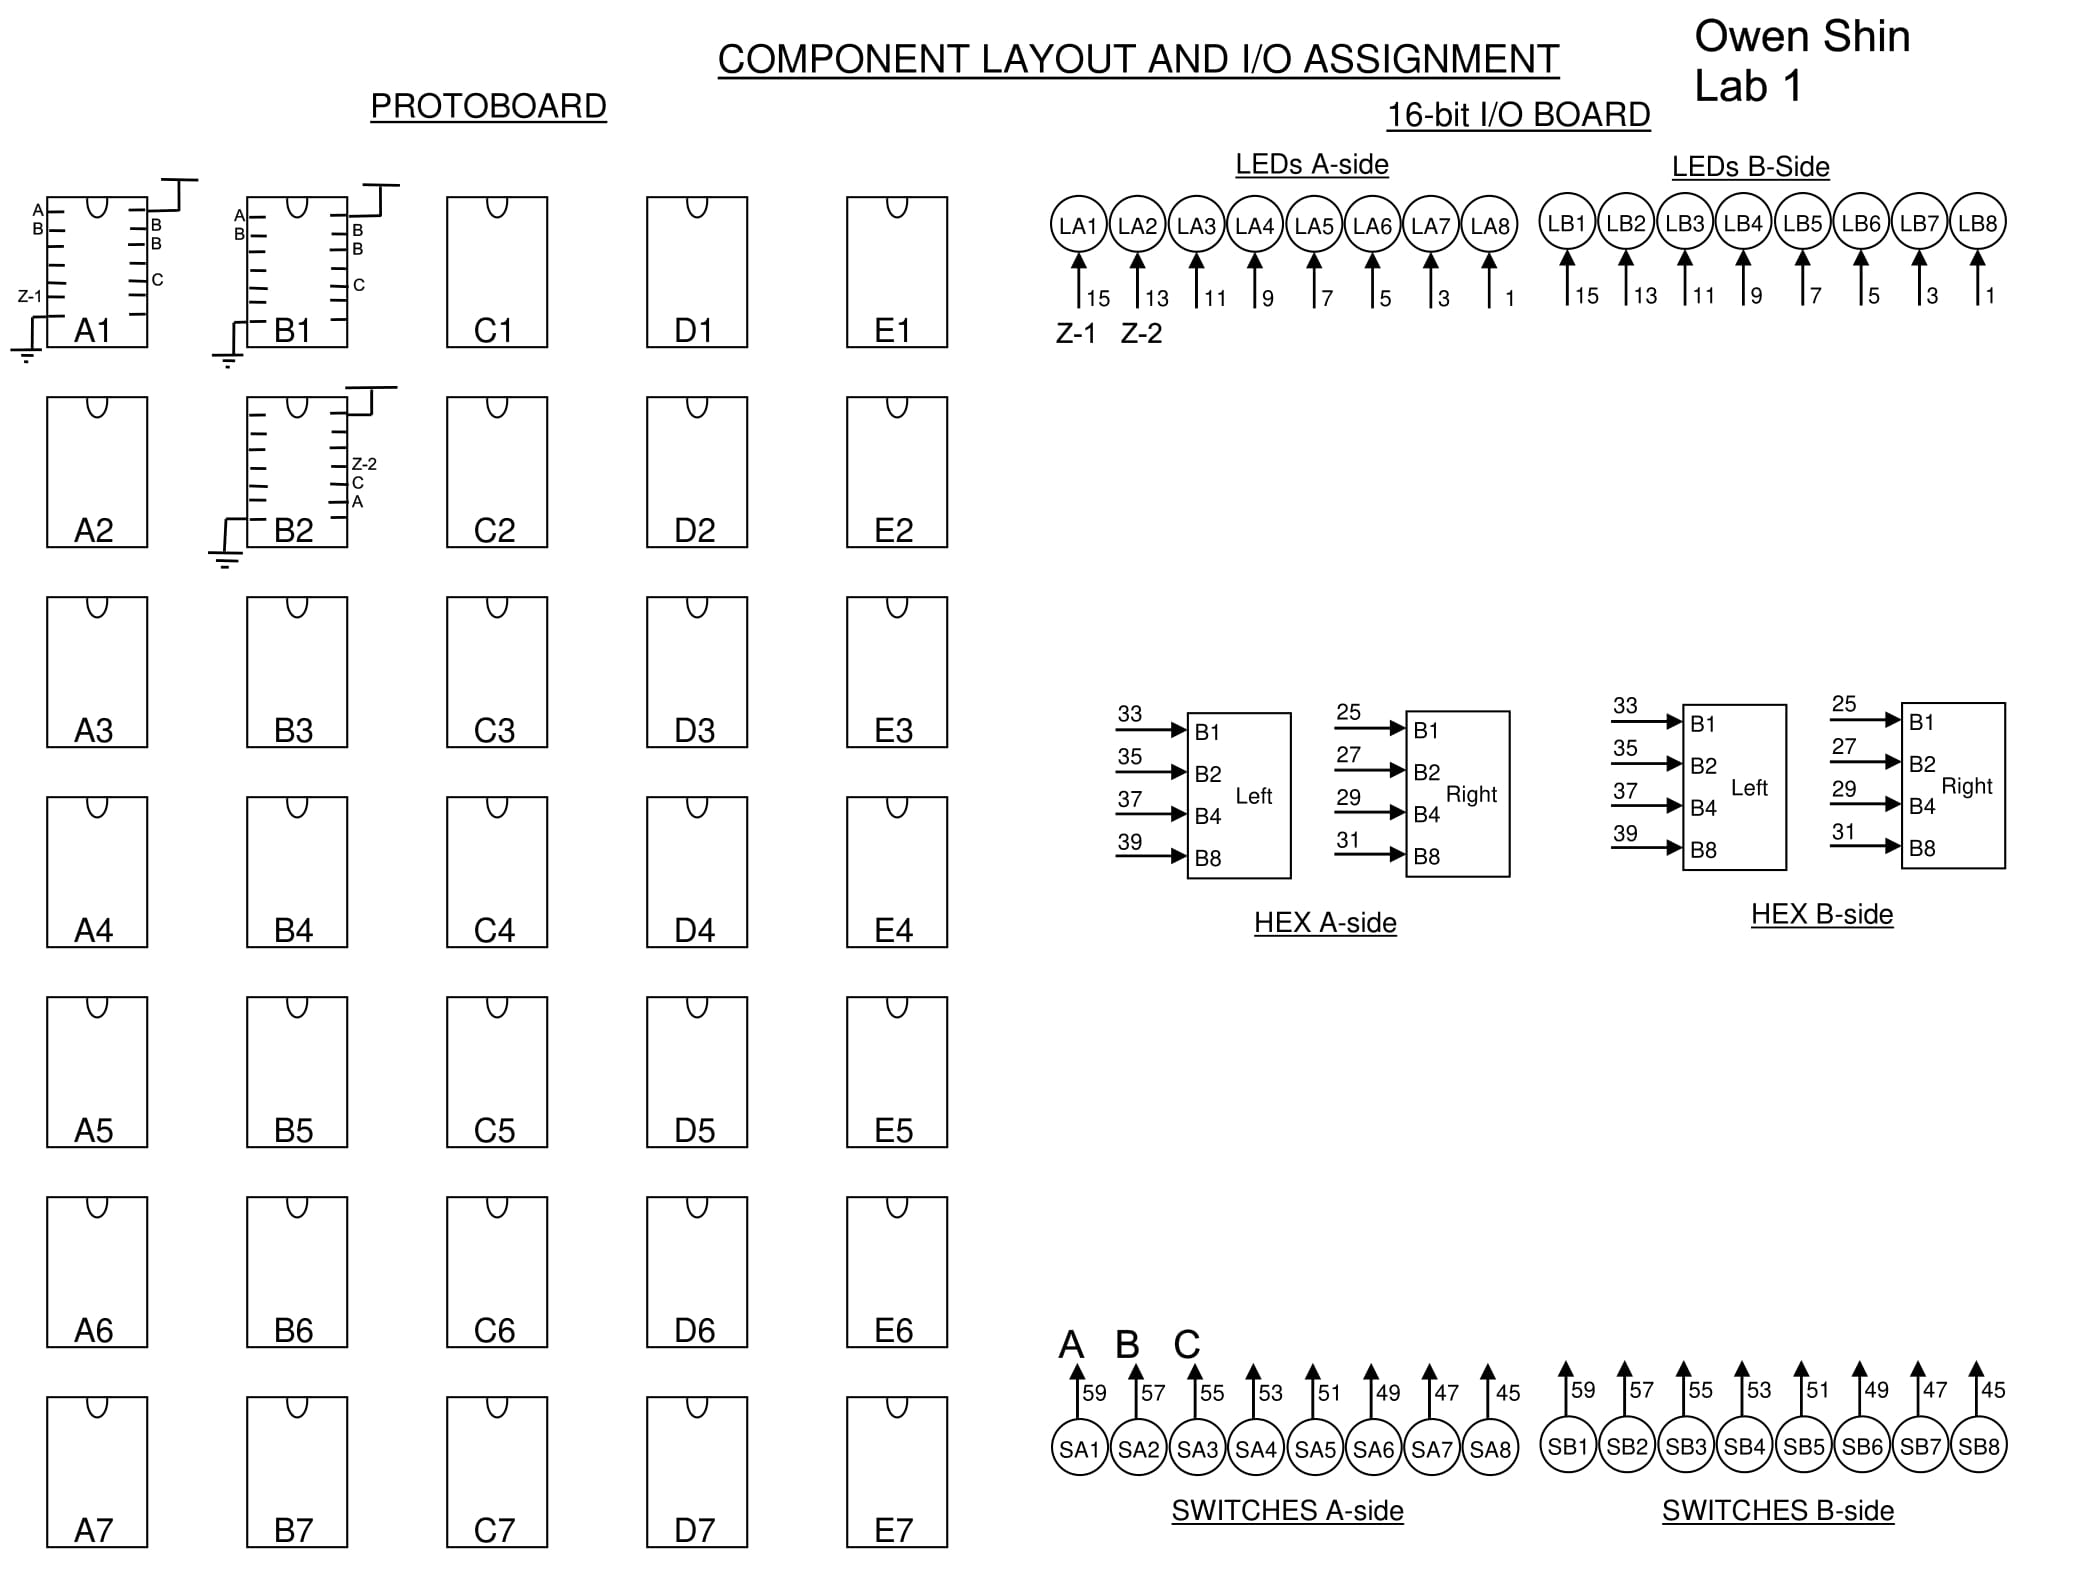 COMPONENT LAYOUT AND I/O ASSIGNMENT
Owen Shin
Lab 1
PROTOBOARD
A
B
Z-1
B
B
C
A1
A
B
B
B
C
B1
C1
D1
E1
A2
Z-2
C
A
B2
C2
D2
E2
A3
B3
C3
D3
E3
A4
B4
C4
D4
E4
A5
B5
C5
D5
E5
A6
B6
C6
D6
E6
A7
B7
C7
D7
E7
16-bit I/O BOARD
LEDs A-side
LA1 LA2 LA3 LA4 LA5 LA6 LA7 LA8
15 13 11 9 7 5 3 1
Z-1 Z-2
LEDs B-Side
LB1 LB2 LB3 LB4 LB5 LB6 LB7 LB8
15 13 11 9 7 5 3 1
33 B1
35 B2
37 B4
39 B8
Left
25 B1
27 B2
29 B4
31 B8
Right
HEX A-side
33 B1
35 B2
37 B4
39 B8
Left
25 B1
27 B2
29 B4
31 B8
Right
HEX B-side
A B C
59 57 55 53 51 49 47 45
SA1 SA2 SA3 SA4 SA5 SA6 SA7 SA8
SWITCHES A-side
59 57 55 53 51 49 47 45
SB1 SB2 SB3 SB4 SB5 SB6 SB7 SB8
SWITCHES B-side